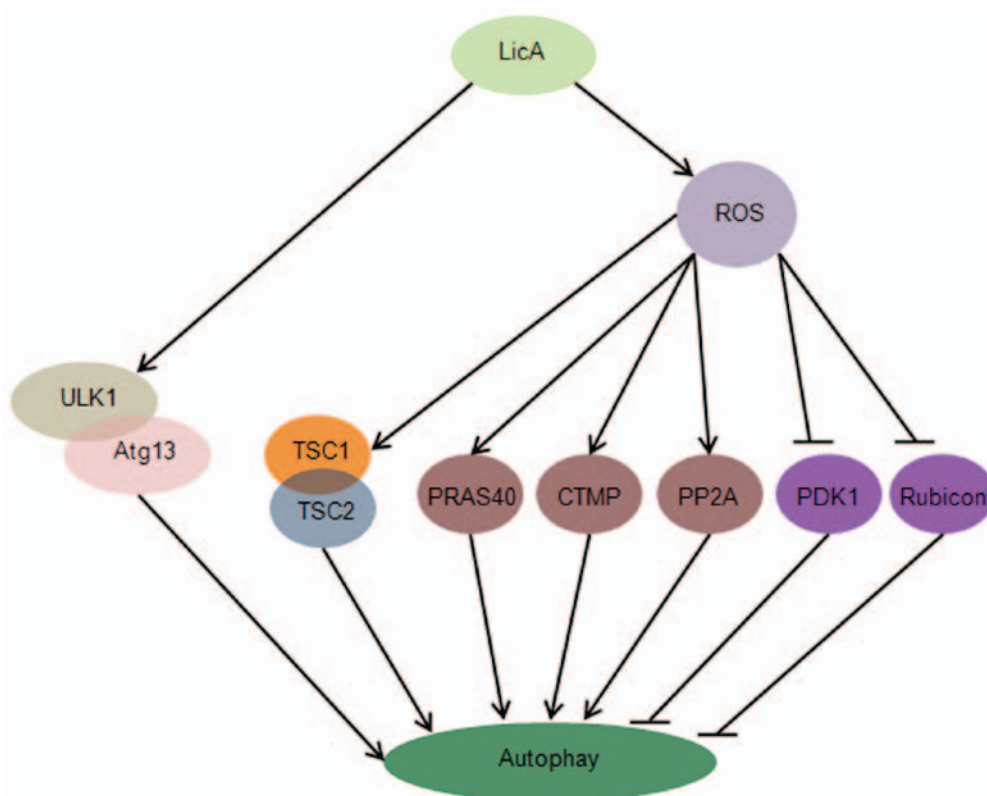 LicA
ROS
ULK1
Atg13
TSC1
TSC2
PRAS40
CTMP
PP2A
PDK1
Rubicon
Autophay